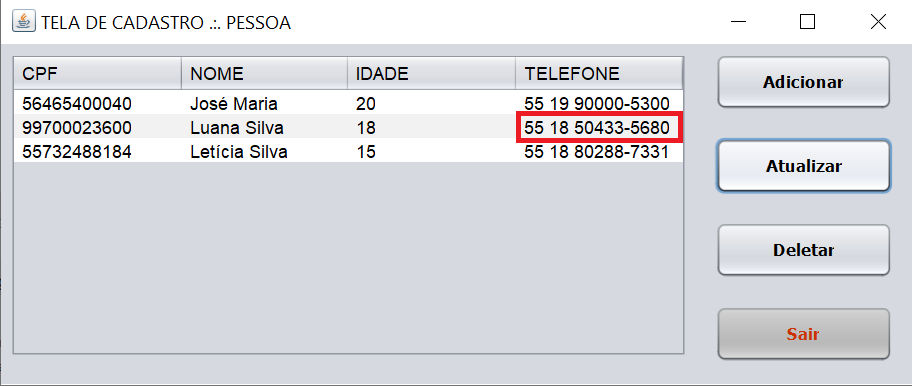 TELA DE CADASTRO .:. PESSOA
CPF NOME IDADE TELEFONE
56465400040 José Maria 20 55 19 90000-5300
99700023600 Luana Silva 18 55 18 50433-5680
55732488184 Letícia Silva 15 55 18 80288-7331
Adicionar
Atualizar
Deletar
Sair